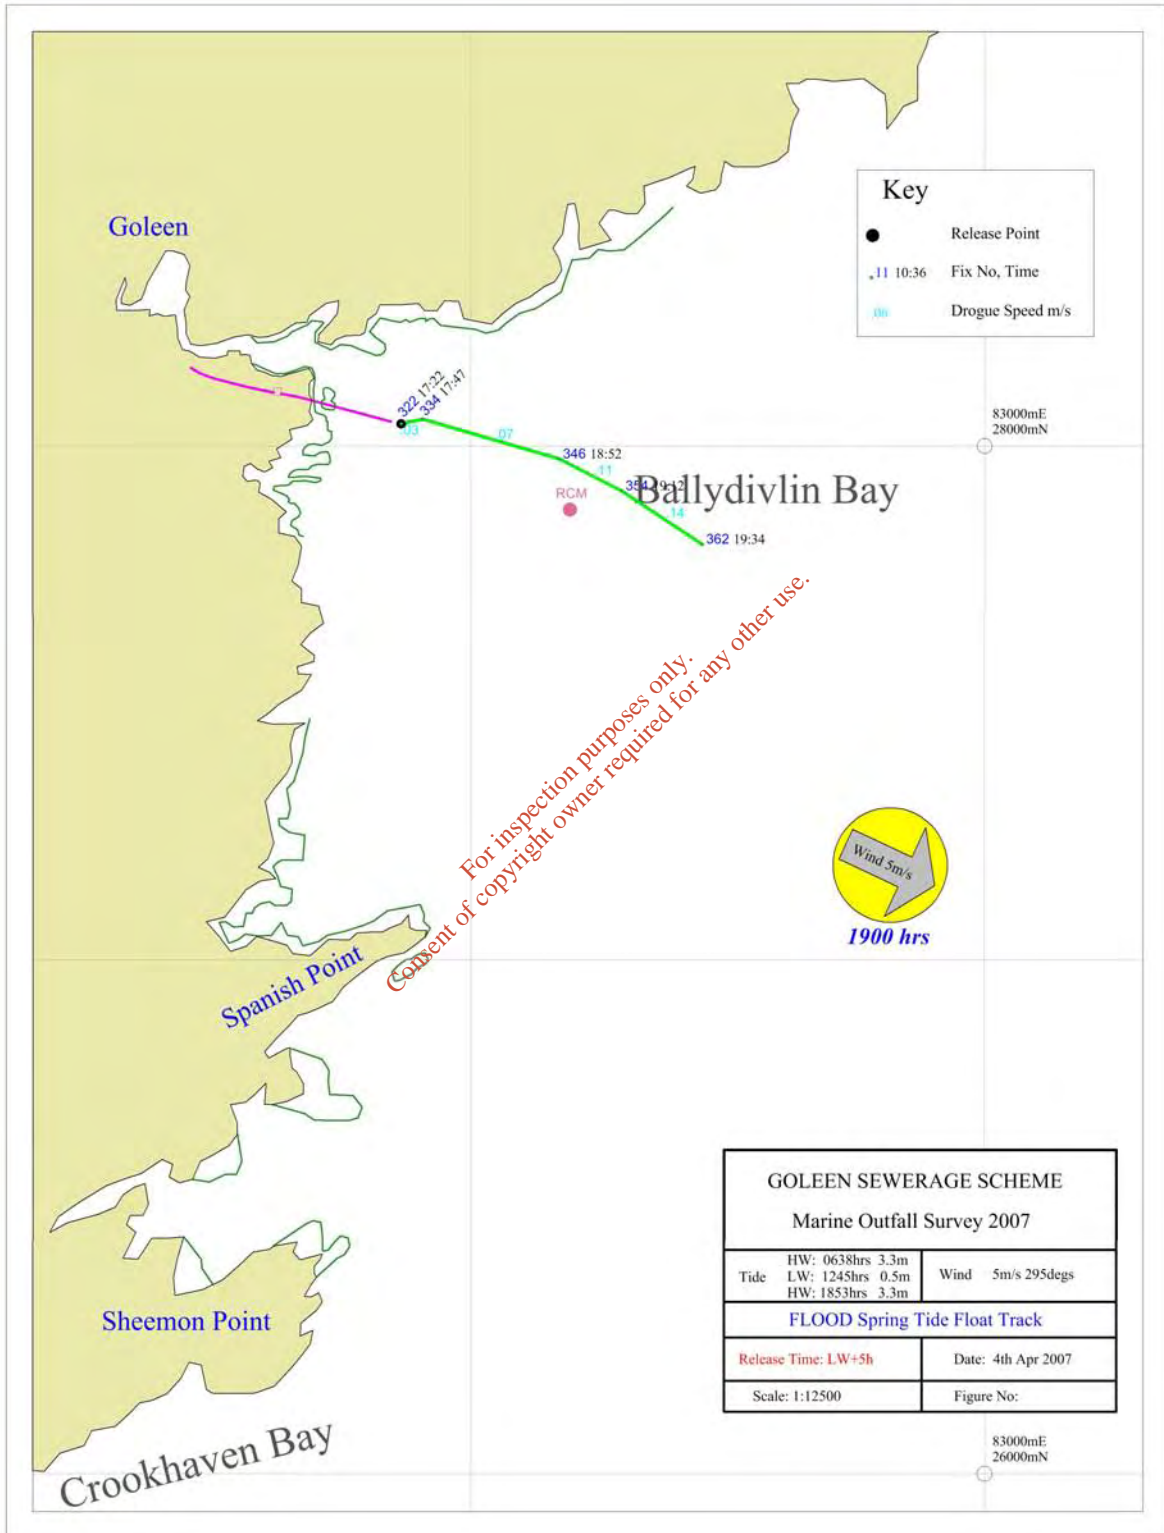 Goleen
Key
Release Point
.11 10:36 Fix No, Time
Drogue Speed m/s
322 17:22
334 17:47
.03
.07
83000mE
28000mN
346 18:52
.11
RCM
354 19:12
Ballydivlin Bay
.14
362 19:34
For inspection purposes only.
Consent of copyright owner required for any other use.
Wind 5m/s
1900 hrs
Spanish Point
GOLEEN SEWERAGE SCHEME
Marine Outfall Survey 2007
Tide
HW: 0638hrs 3.3m
LW: 1245hrs 0.5m
HW: 1853hrs 3.3m
Wind 5m/s 295degs
FLOOD Spring Tide Float Track
Release Time: LW+5h
Date: 4th Apr 2007
Scale: 1:12500
Figure No:
Sheemon Point
Crookhaven Bay
83000mE
26000mN